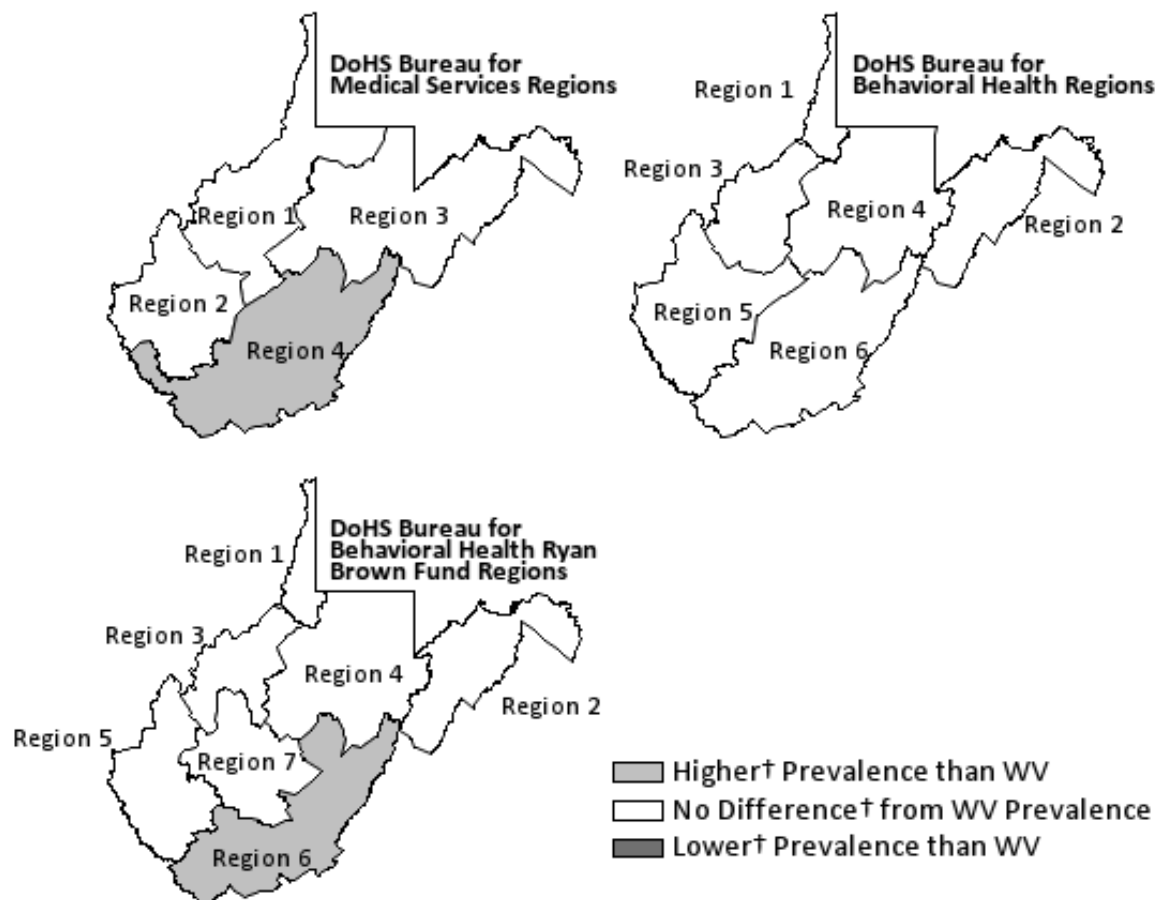 DoHS Bureau for
Medical Services Regions
Region 1
Region 3
Region 2
Region 4
DoHS Bureau for
Behavioral Health Regions
Region 1
Region 3
Region 4
Region 2
Region 5
Region 6
DoHS Bureau for
Behavioral Health Ryan
Brown Fund Regions
Region 1
Region 3
Region 4
Region 2
Region 5
Region 7
Region 6
Higher† Prevalence than WV
No Difference† from WV Prevalence
Lower† Prevalence than WV